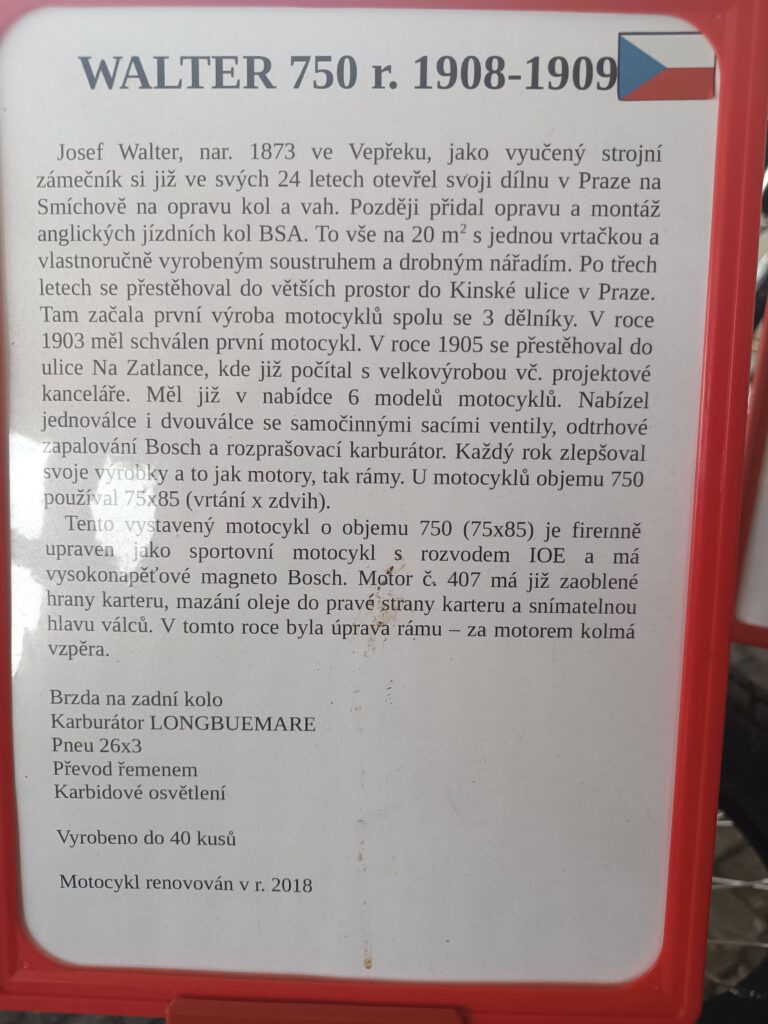 WALTER 750 r. 1908-1909
Josef Walter, nar. 1873 ve Vepřeku, jako vyučený strojní
zámečník si již ve svých 24 letech otevřel svoji dílnu v Praze na
Smíchově na opravu kol a vah. Později přidal opravu a montáž
anglických jízdních kol BSA. To vše na 20 m² s jednou vrtačkou a
vlastnoručně vyrobeným soustruhem a drobným nářadím. Po třech
letech se přestěhoval do větších prostor do Kinské ulice v Praze.
Tam začala první výroba motocyklů spolu se 3 dělníky. V roce
1903 měl schválen první motocykl. V roce 1905 se přestěhoval do
ulice Na Zatlance, kde již počítal s velkovýrobou vč. projektové
kanceláře. Měl již v nabídce 6 modelů motocyklů. Nabízel
jednoválce i dvouválce se samočinnými sacími ventily, odtrhové
zapalování Bosch a rozprašovací karburátor. Každý rok zlepšoval
svoje výrobky a to jak motory, tak rámy. U motocyklů objemu 750
používal 75x85 (vrtání x zdvih).
Tento vystavený motocykl o objemu 750 (75x85) je firemně
upraven jako sportovní motocykl s rozvodem IOE a má
vysokonapěťové magneto Bosch. Motor č. 407 má již zaoblené
hrany karteru, mazání oleje do pravé strany karteru a snímatelnou
hlavu válců. V tomto roce byla úprava rámu – za motorem kolmá
vzpěra.
Brzda na zadní kolo
Karburátor LONGBUEMARE
Pneu 26x3
Převod řemenem
Karbidové osvětlení
Vyrobeno do 40 kusů
Motocykl renovován v r. 2018